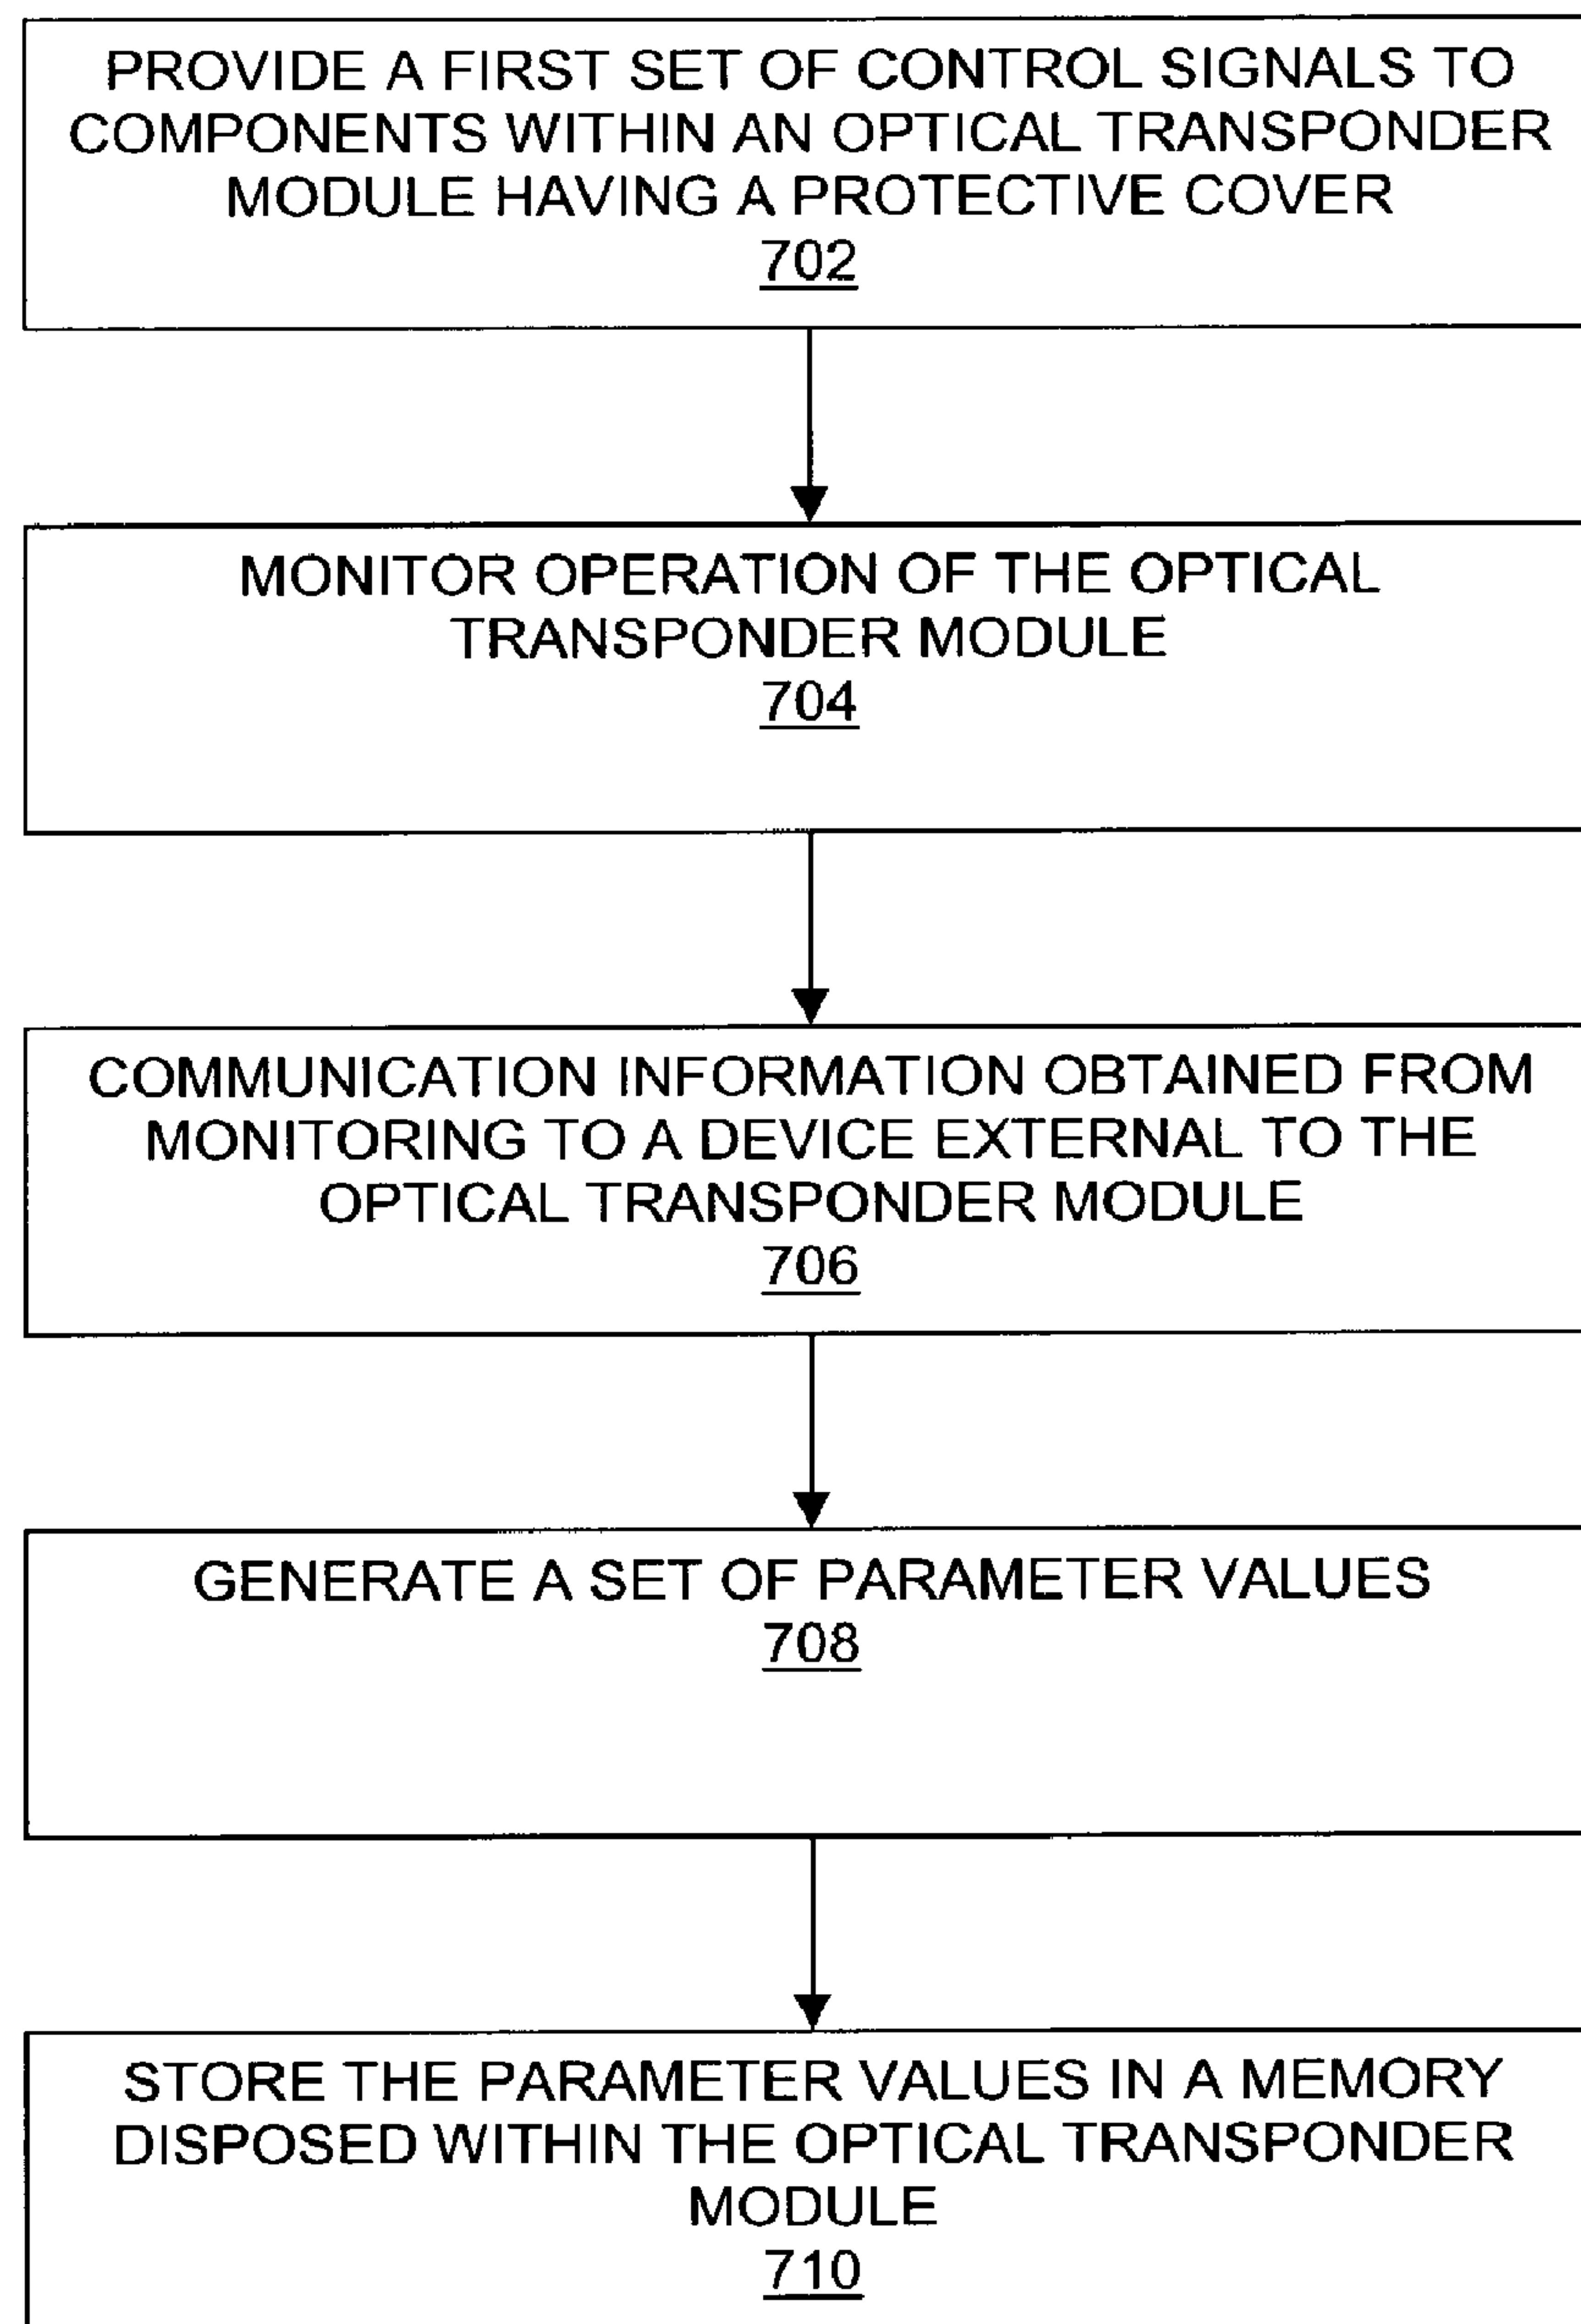 PROVIDE A FIRST SET OF CONTROL SIGNALS TO
COMPONENTS WITHIN AN OPTICAL TRANSPONDER
MODULE HAVING A PROTECTIVE COVER
702
MONITOR OPERATION OF THE OPTICAL
TRANSPONDER MODULE
704
COMMUNICATION INFORMATION OBTAINED FROM
MONITORING TO A DEVICE EXTERNAL TO THE
OPTICAL TRANSPONDER MODULE
706
GENERATE A SET OF PARAMETER VALUES
708
STORE THE PARAMETER VALUES IN A MEMORY
DISPOSED WITHIN THE OPTICAL TRANSPONDER
MODULE
710